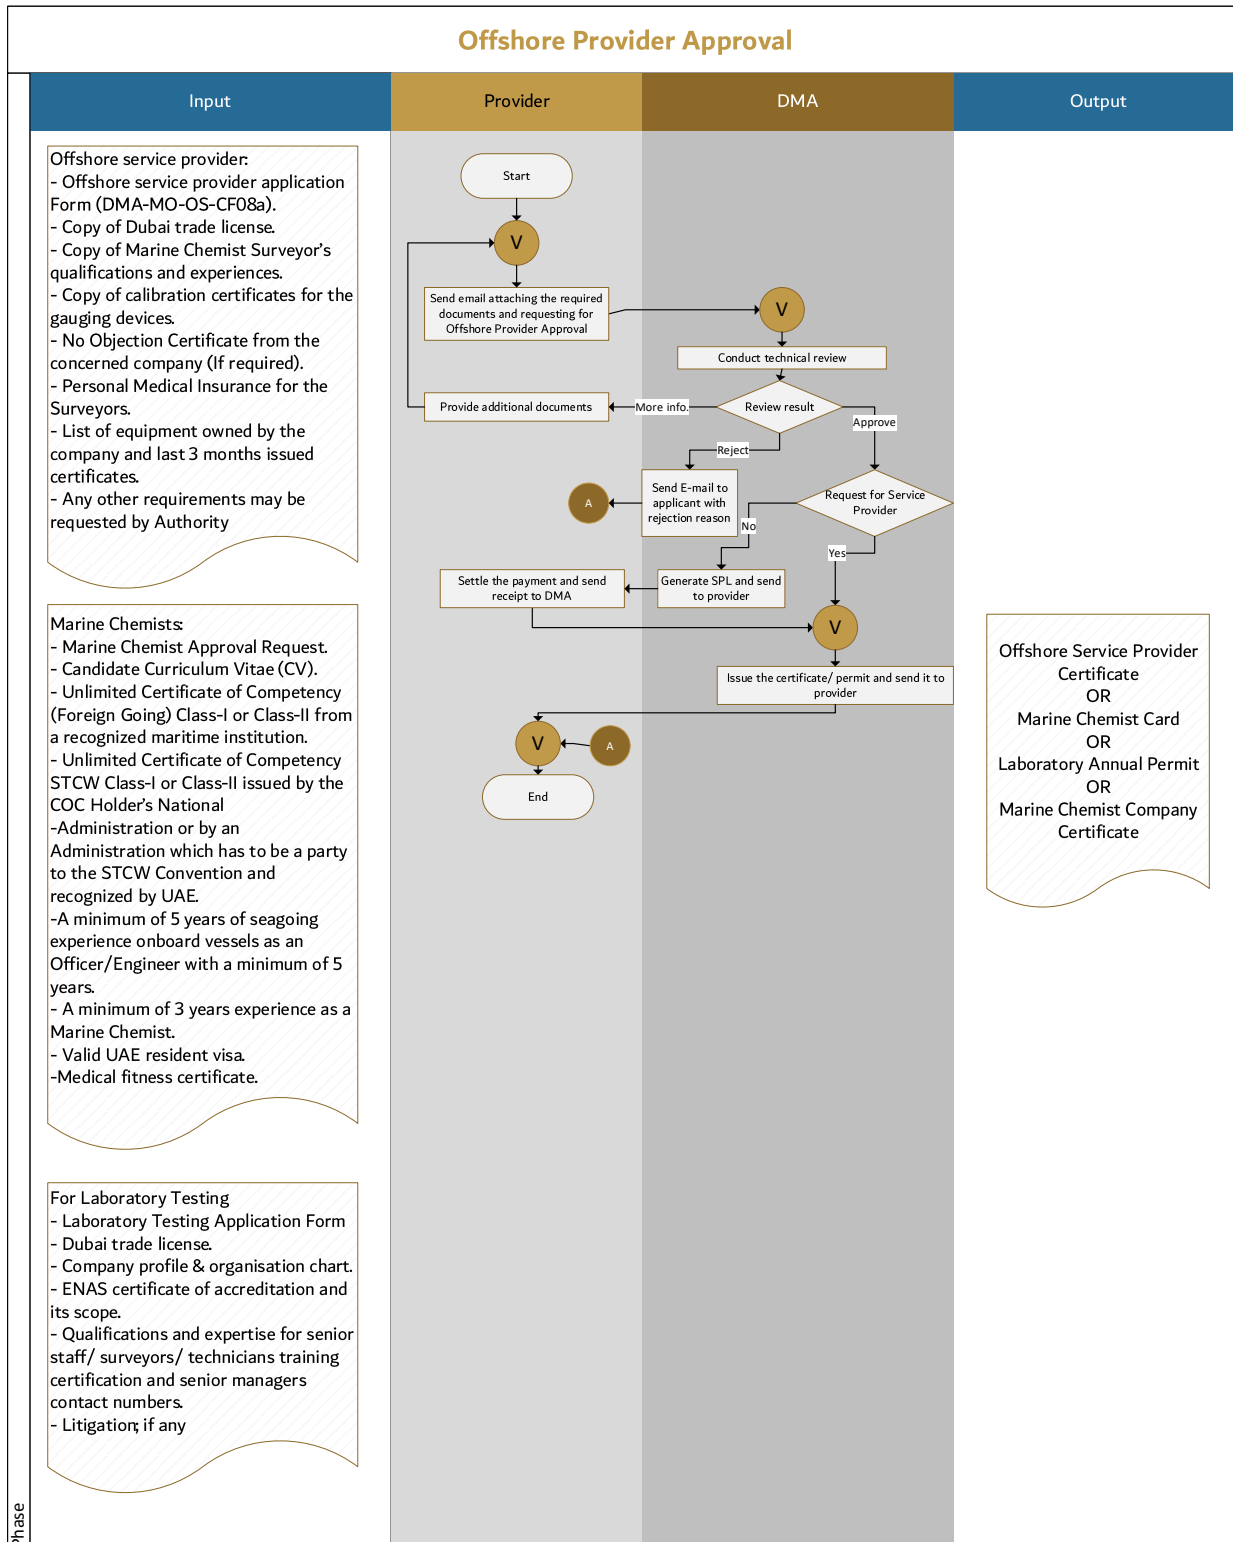 Offshore Provider Approval
Input
Provider
DMA
Output
Offshore service provider:
- Offshore service provider application
Form (DMA-MO-OS-CF08a).
- Copy of Dubai trade license.
- Copy of Marine Chemist Surveyor's
qualifications and experiences.
- Copy of calibration certificates for the
gauging devices.
- No Objection Certificate from the
concerned company (If required).
- Personal Medical Insurance for the
Surveyors.
- List of equipment owned by the
company and last 3 months issued
certificates.
- Any other requirements may be
requested by Authority
Marine Chemists:
- Marine Chemist Approval Request.
- Candidate Curriculum Vitae (CV).
- Unlimited Certificate of Competency
(Foreign Going) Class-I or Class-II from
a recognized maritime institution.
- Unlimited Certificate of Competency
STCW Class-I or Class-II issued by the
COC Holder's National
-Administration or by an
Administration which has to be a party
to the STCW Convention and
recognized by UAE.
-A minimum of 5 years of seagoing
experience onboard vessels as an
Officer/Engineer with a minimum of 5
years.
- A minimum of 3 years experience as a
Marine Chemist.
- Valid UAE resident visa.
-Medical fitness certificate.
For Laboratory Testing
- Laboratory Testing Application Form
- Dubai trade license.
- Company profile & organisation chart.
- ENAS certificate of accreditation and
its scope.
- Qualifications and expertise for senior
staff/ surveyors/ technicians training
certification and senior managers
contact numbers.
- Litigation; if any
Start
V
Send email attaching the required
documents and requesting for
Offshore Provider Approval
V
Conduct technical review
Review result
More info.
Provide additional documents
Approve
Reject
Send E-mail to
applicant with
rejection reason
A
Request for Service
Provider
No
Yes
Generate SPL and send
to provider
Settle the payment and send
receipt to DMA
V
Issue the certificate/ permit and send it to
provider
V
A
End
Offshore Service Provider
Certificate
OR
Marine Chemist Card
OR
Laboratory Annual Permit
OR
Marine Chemist Company
Certificate
Phase